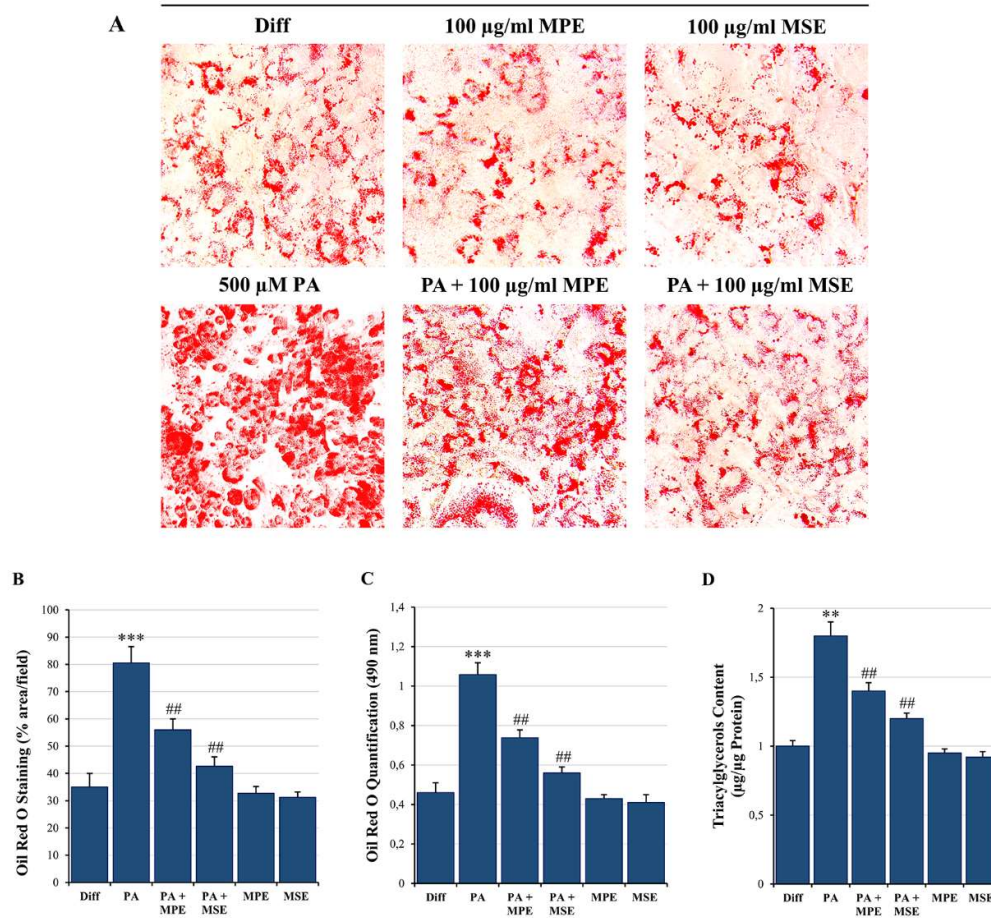 A
Diff 100 µg/ml MPE 100 µg/ml MSE
500 µM PA PA + 100 µg/ml MPE PA + 100 µg/ml MSE
B
Oil Red O Staining (% area/field)
100
90
80
70
60
50
40
30
20
10
0
***
##
##
Diff PA PA + MPE PA + MSE MPE MSE
C
Oil Red O Quantification (490 nm)
1,4
1,2
1
0,8
0,6
0,4
0,2
0
***
##
##
Diff PA PA + MPE PA + MSE MPE MSE
D
Triacylglycerols Content
(µg/µg Protein)
2
1,5
1
0,5
0
**
##
##
Diff PA PA + MPE PA + MSE MPE MSE